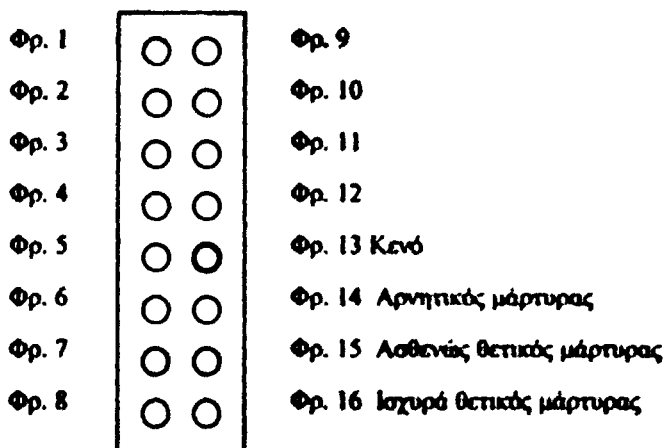 Φρ. 1 Φρ. 9
Φρ. 2 Φρ. 10
Φρ. 3 Φρ. 11
Φρ. 4 Φρ. 12
Φρ. 5 Φρ. 13 Κενό
Φρ. 6 Φρ. 14 Αρνητικός μάρτυρας
Φρ. 7 Φρ. 15 Ασθενώς θετικός μάρτυρας
Φρ. 8 Φρ. 16 Ισχυρά θετικός μάρτυρας